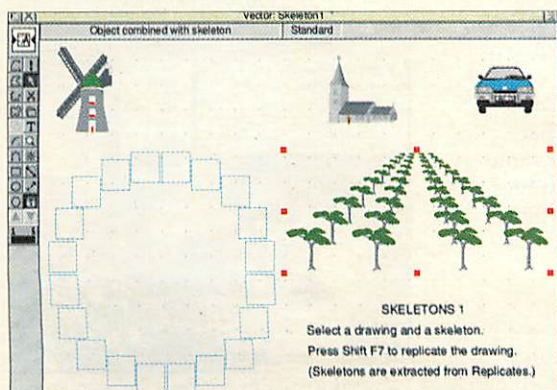 Vector: Skeleton1 *
Object combined with skeleton
Standard
T
SKELETONS 1
Select a drawing and a skeleton.
Press Shift F7 to replicate the drawing.
(Skeletons are extracted from Replicates.)